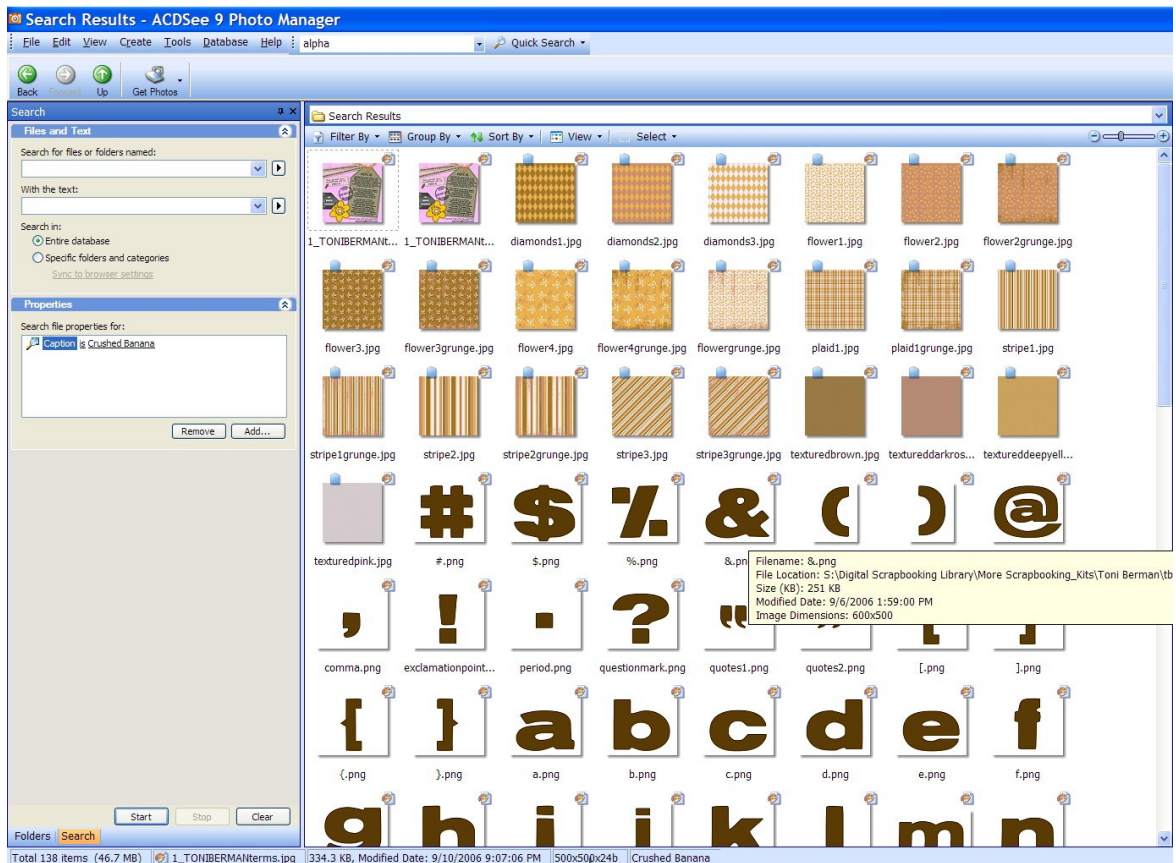 Search Results - ACDSee 9 Photo Manager
File Edit View Create Tools Database Help alpha Quick Search
Back Forward Up Get Photos
Search
Files and Text
Search for files or folders named:
With the text:
Search in:
Entire database
Specific folders and categories
Sync to browser settings
Properties
Search file properties for:
Caption is Crushed Banana
Remove Add...
Start Stop Clear
Folders Search
Search Results
Filter By Group By Sort By View Select
1_TONIBERMANt... 1_TONIBERMANt... diamonds1.jpg diamonds2.jpg diamonds3.jpg flower1.jpg flower2.jpg flower2grunge.jpg
flower3.jpg flower3grunge.jpg flower4.jpg flower4grunge.jpg flowergrunge.jpg plaid1.jpg plaid1grunge.jpg stripe1.jpg
stripe1grunge.jpg stripe2.jpg stripe2grunge.jpg stripe3.jpg stripe3grunge.jpg texturedbrown.jpg textureddarkros... textureddeepyell...
# $ % & ( ) @
texturedpink.jpg #.png $.png %.png &.pn
Filename: &.png
File Location: S:\Digital Scrapbooking Library\More Scrapbooking_Kits\Toni Berman\tb
Size (KB): 251 KB
Modified Date: 9/6/2006 1:59:00 PM
Image Dimensions: 600x500
, ! . ? " " [ ]
comma.png exclamationpoint... period.png questionmark.png quotes1.png quotes2.png [.png ].png
{ } a b c d e f
{.png }.png a.png b.png c.png d.png e.png f.png
g h i j k l m n
Total 138 items (46.7 MB) 1_TONIBERMANterms.jpg 334.3 KB, Modified Date: 9/10/2006 9:07:06 PM 500x500x24b Crushed Banana